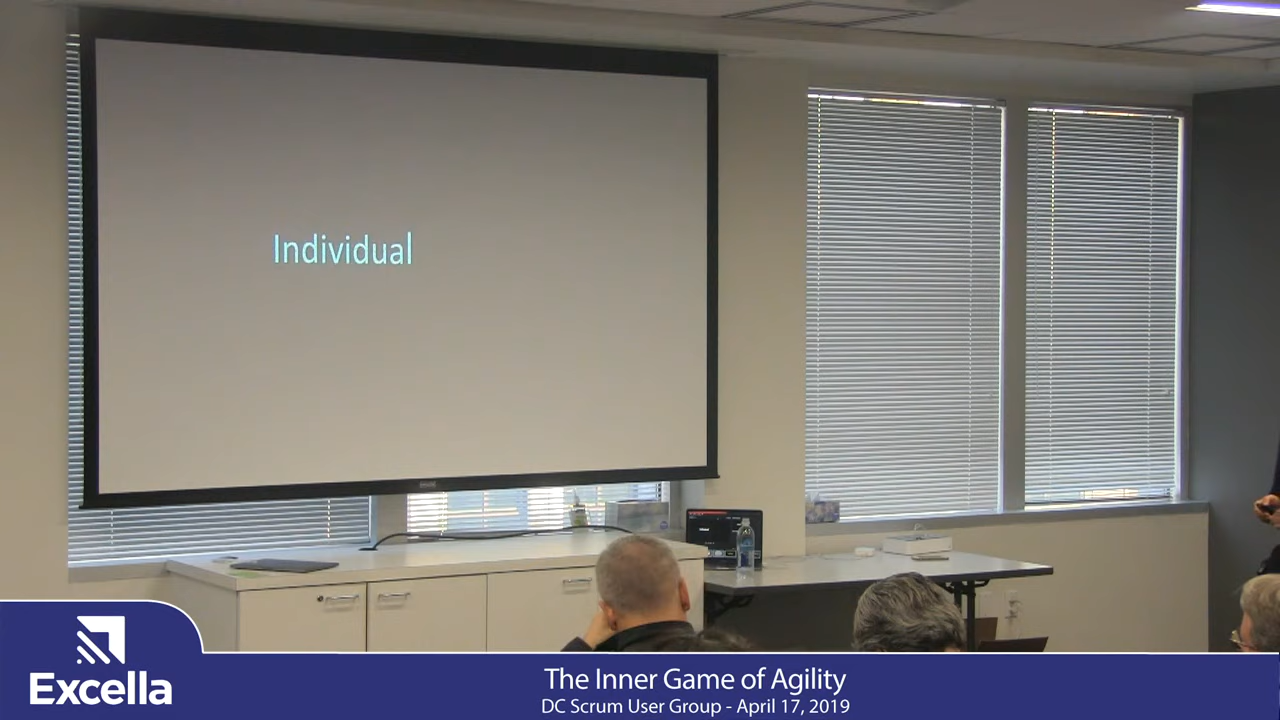 Individual
Excella
The Inner Game of Agility
DC Scrum User Group - April 17, 2019